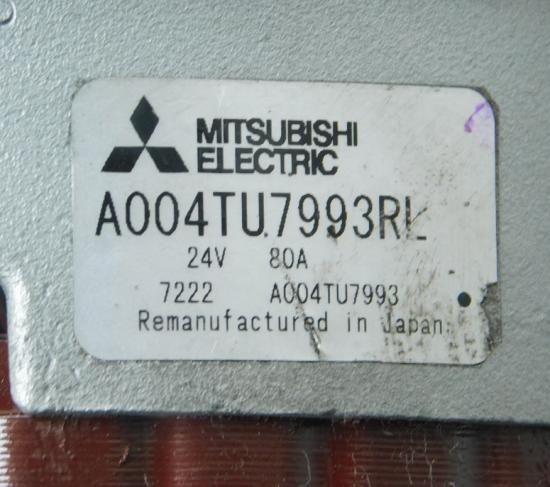 MITSUBISHI
ELECTRIC
A004TU7993RL
24V 80A
7222 A004TU7993
Remanufactured in Japan.